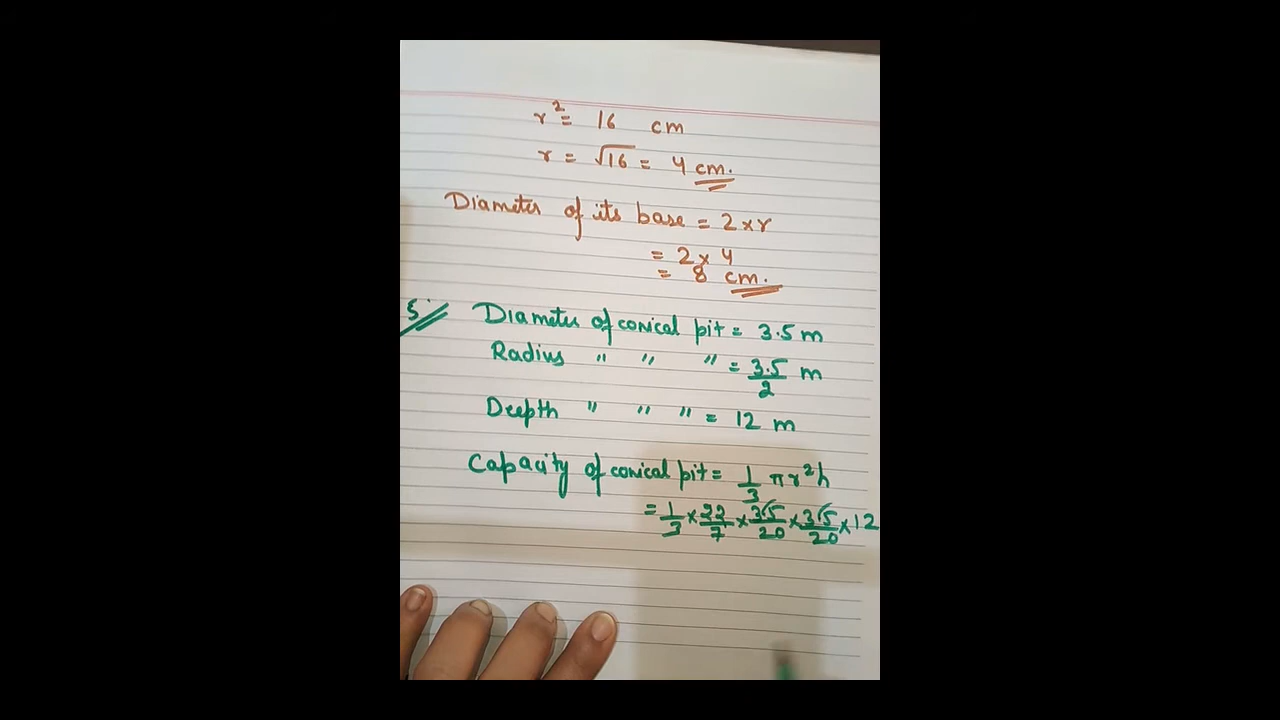 r² = 16 cm
r = √16 = 4 cm.
Diameter of its base = 2×r
= 2 × 4
= 8 cm.
5. Diameter of conical pit = 3.5 m
Radius " " " = 3.5/2 m
Deepth " " " = 12 m
Capacity of conical pit = 1/3 πr²h
= 1/3 × 22/7 × 35/20 × 35/20 × 12